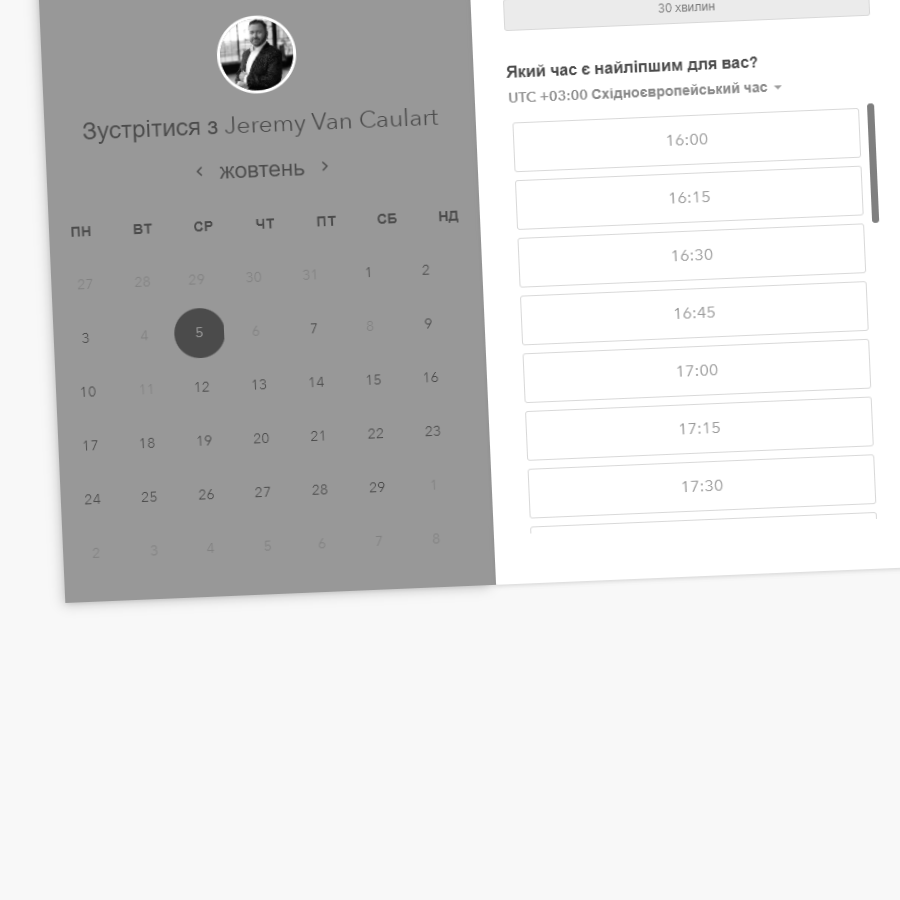 30 хвилин
Зустрітися з Jeremy Van Caulart
жовтень
ПН ВТ СР ЧТ ПТ СБ НД
27 28 29 30 31 1 2
3 4 5 6 7 8 9
10 11 12 13 14 15 16
17 18 19 20 21 22 23
24 25 26 27 28 29 1
2 3 4 5 6 7 8
Який час є найліпшим для вас?
UTC +03:00 Східноєвропейський час
16:00
16:15
16:30
16:45
17:00
17:15
17:30